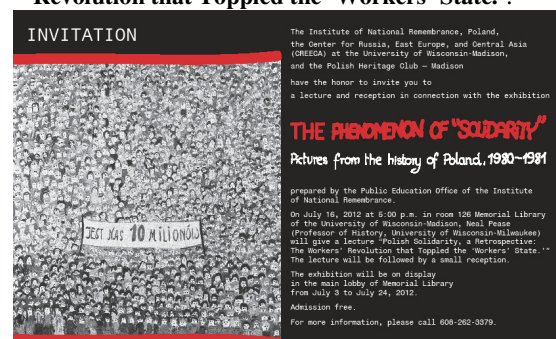 Revolution that Toppled the 'Workers' State.'".
INVITATION
JEST NAS 10 MILIONÓW
The Institute of National Remembrance, Poland,
the Center for Russia, East Europe, and Central Asia
(CREECA) at the University of Wisconsin-Madison,
and the Polish Heritage Club – Madison
have the honor to invite you to
a lecture and reception in connection with the exhibition
THE PHENOMENON OF "SOLIDARITY"
Pictures from the history of Poland, 1980-1981
prepared by the Public Education Office of the Institute
of National Remembrance.
On July 16, 2012 at 5:00 p.m. in room 126 Memorial Library
of the University of Wisconsin-Madison, Neal Pease
(Professor of History, University of Wisconsin-Milwaukee)
will give a lecture "Polish Solidarity, a Retrospective:
The Workers' Revolution that Toppled the 'Workers' State.'"
The lecture will be followed by a small reception.
The exhibition will be on display
in the main lobby of Memorial Library
from July 3 to July 24, 2012.
Admission free.
For more information, please call 608-262-3379.